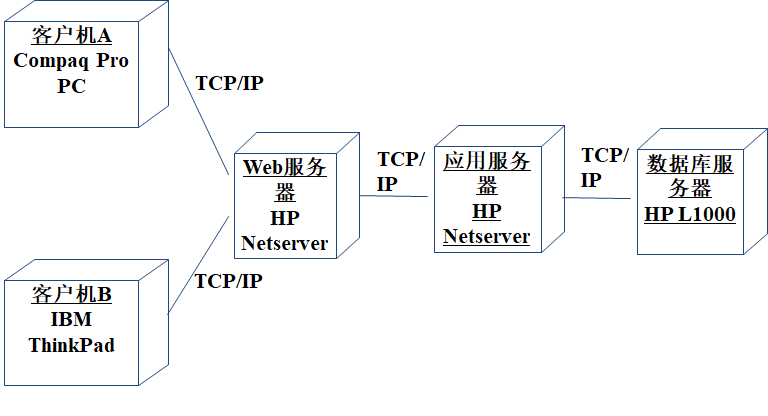 客户机A
Compaq Pro
PC
TCP/IP
Web服务
器
HP
Netserver
TCP/
IP
应用服务
器
HP
Netserver
TCP/
IP
数据库服
务器
HP L1000
TCP/IP
客户机B
IBM
ThinkPad